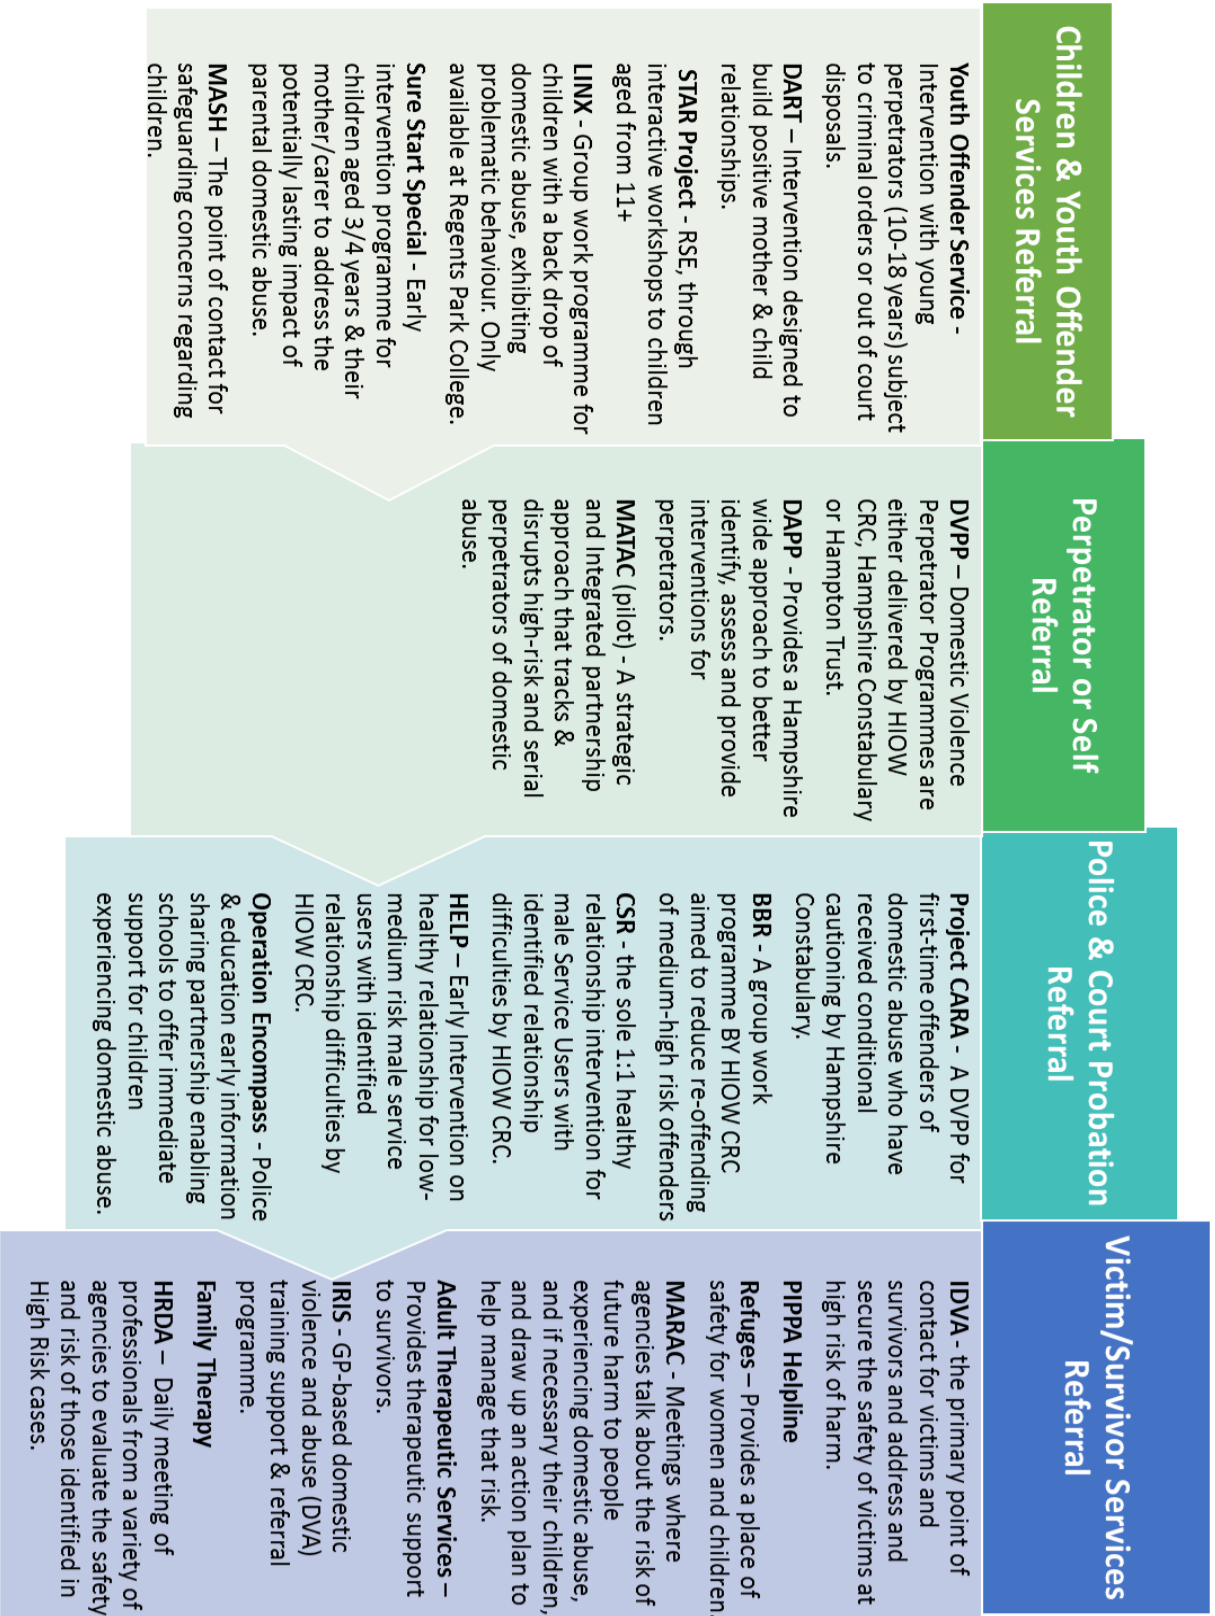 Children & Youth Offender
Services Referral
Youth Offender Service -
Intervention with young
perpetrators (10-18 years) subject
to criminal orders or out of court
disposals.
DART – Intervention designed to
build positive mother & child
relationships.
STAR Project - RSE, through
interactive workshops to children
aged from 11+
LINX - Group work programme for
children with a back drop of
domestic abuse, exhibiting
problematic behaviour. Only
available at Regents Park College.
Sure Start Special - Early
intervention programme for
children aged 3/4 years & their
mother/carer to address the
potentially lasting impact of
parental domestic abuse.
MASH – The point of contact for
safeguarding concerns regarding
children.
Perpetrator or Self
Referral
DVPP – Domestic Violence
Perpetrator Programmes are
either delivered by HIOW
CRC, Hampshire Constabulary
or Hampton Trust.
DAPP - Provides a Hampshire
wide approach to better
identify, assess and provide
interventions for
perpetrators.
MATAC (pilot) - A strategic
and Integrated partnership
approach that tracks &
disrupts high-risk and serial
perpetrators of domestic
abuse.
Police & Court Probation
Referral
Project CARA - A DVPP for
first-time offenders of
domestic abuse who have
received conditional
cautioning by Hampshire
Constabulary.
BBR - A group work
programme BY HIOW CRC
aimed to reduce re-offending
of medium-high risk offenders
CSR - the sole 1:1 healthy
relationship intervention for
male Service Users with
identified relationship
difficulties by HIOW CRC.
HELP – Early Intervention on
healthy relationship for low-
medium risk male service
users with identified
relationship difficulties by
HIOW CRC.
Operation Encompass - Police
& education early information
sharing partnership enabling
schools to offer immediate
support for children
experiencing domestic abuse.
Victim/Survivor Services
Referral
IDVA - the primary point of
contact for victims and
survivors and address and
secure the safety of victims at
high risk of harm.
PIPPA Helpline
Refuges – Provides a place of
safety for women and children.
MARAC - Meetings where
agencies talk about the risk of
future harm to people
experiencing domestic abuse,
and if necessary their children,
and draw up an action plan to
help manage that risk.
Adult Therapeutic Services –
Provides therapeutic support
to survivors.
IRIS - GP-based domestic
violence and abuse (DVA)
training support & referral
programme.
Family Therapy
HRDA – Daily meeting of
professionals from a variety of
agencies to evaluate the safety
and risk of those identified in
High Risk cases.